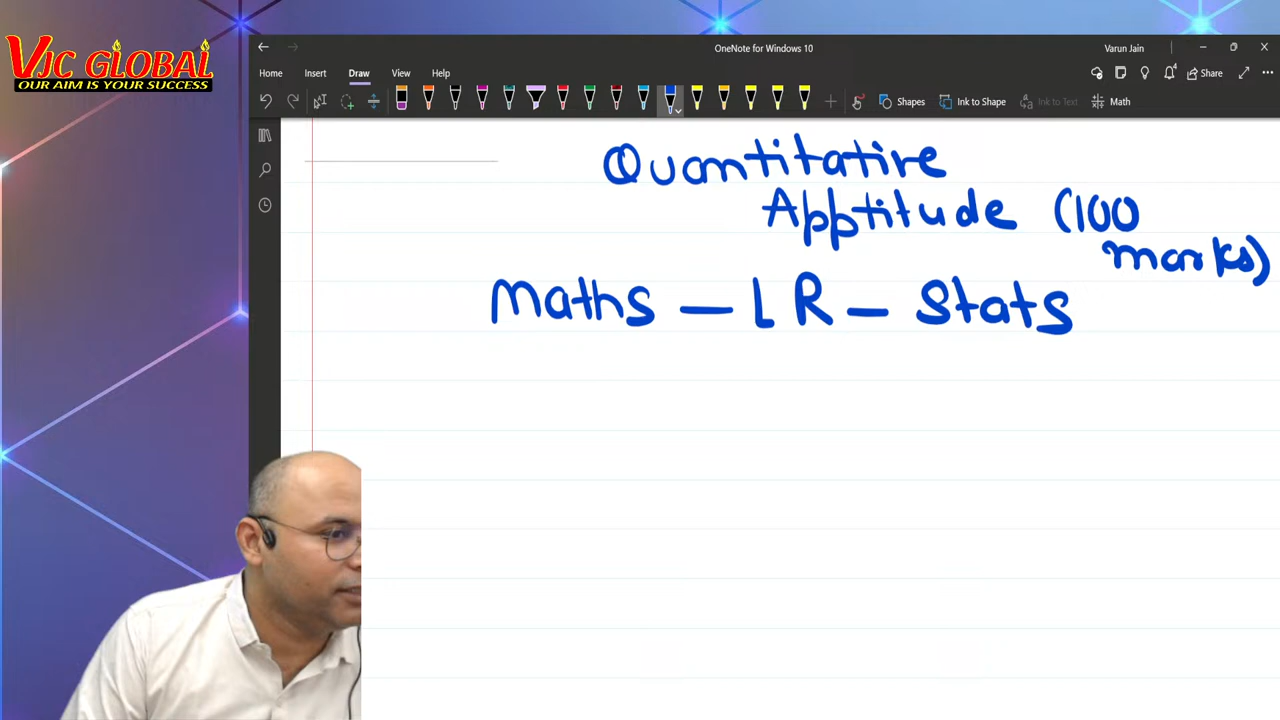 VJC GLOBAL
OUR AIM IS YOUR SUCCESS
OneNote for Windows 10
Varun Jain
Home Insert Draw View Help
4
Share
Shapes Ink to Shape Ink to Text Math
Quantitative
Apptitude (100
marks)
Maths - LR - Stats